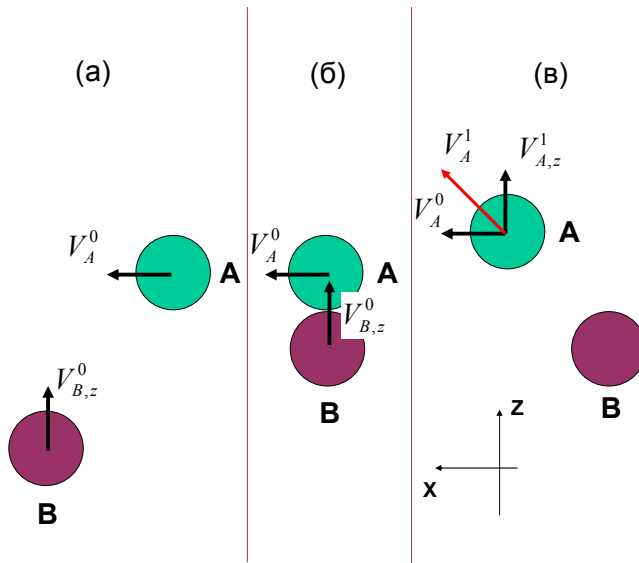 (а)
V_A^0
A
V_{B,z}^0
B
(б)
V_A^0
A
V_{B,z}^0
B
(в)
V_A^1
V_{A,z}^1
V_A^0
A
B
Z
X